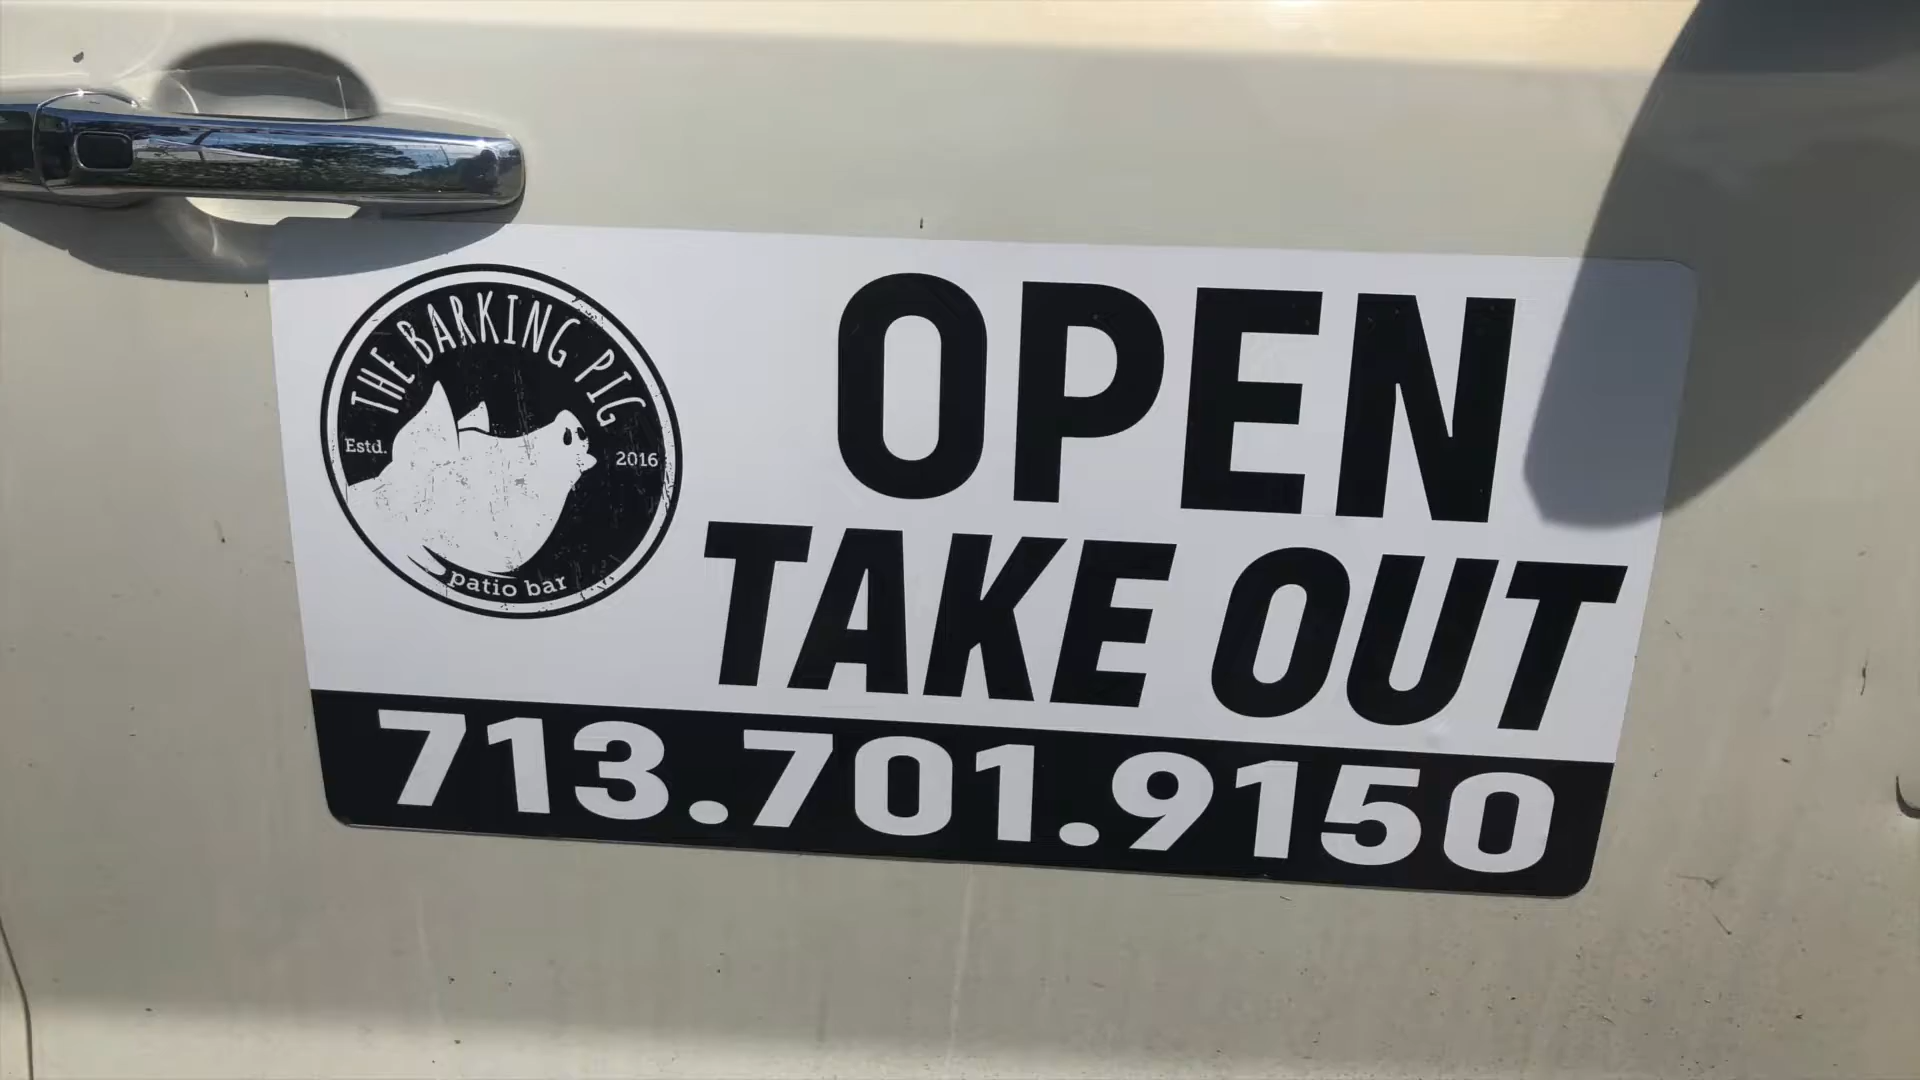 THE BARKING PIG
Estd. 2016
patio bar
OPEN
TAKE OUT
713.701.9150